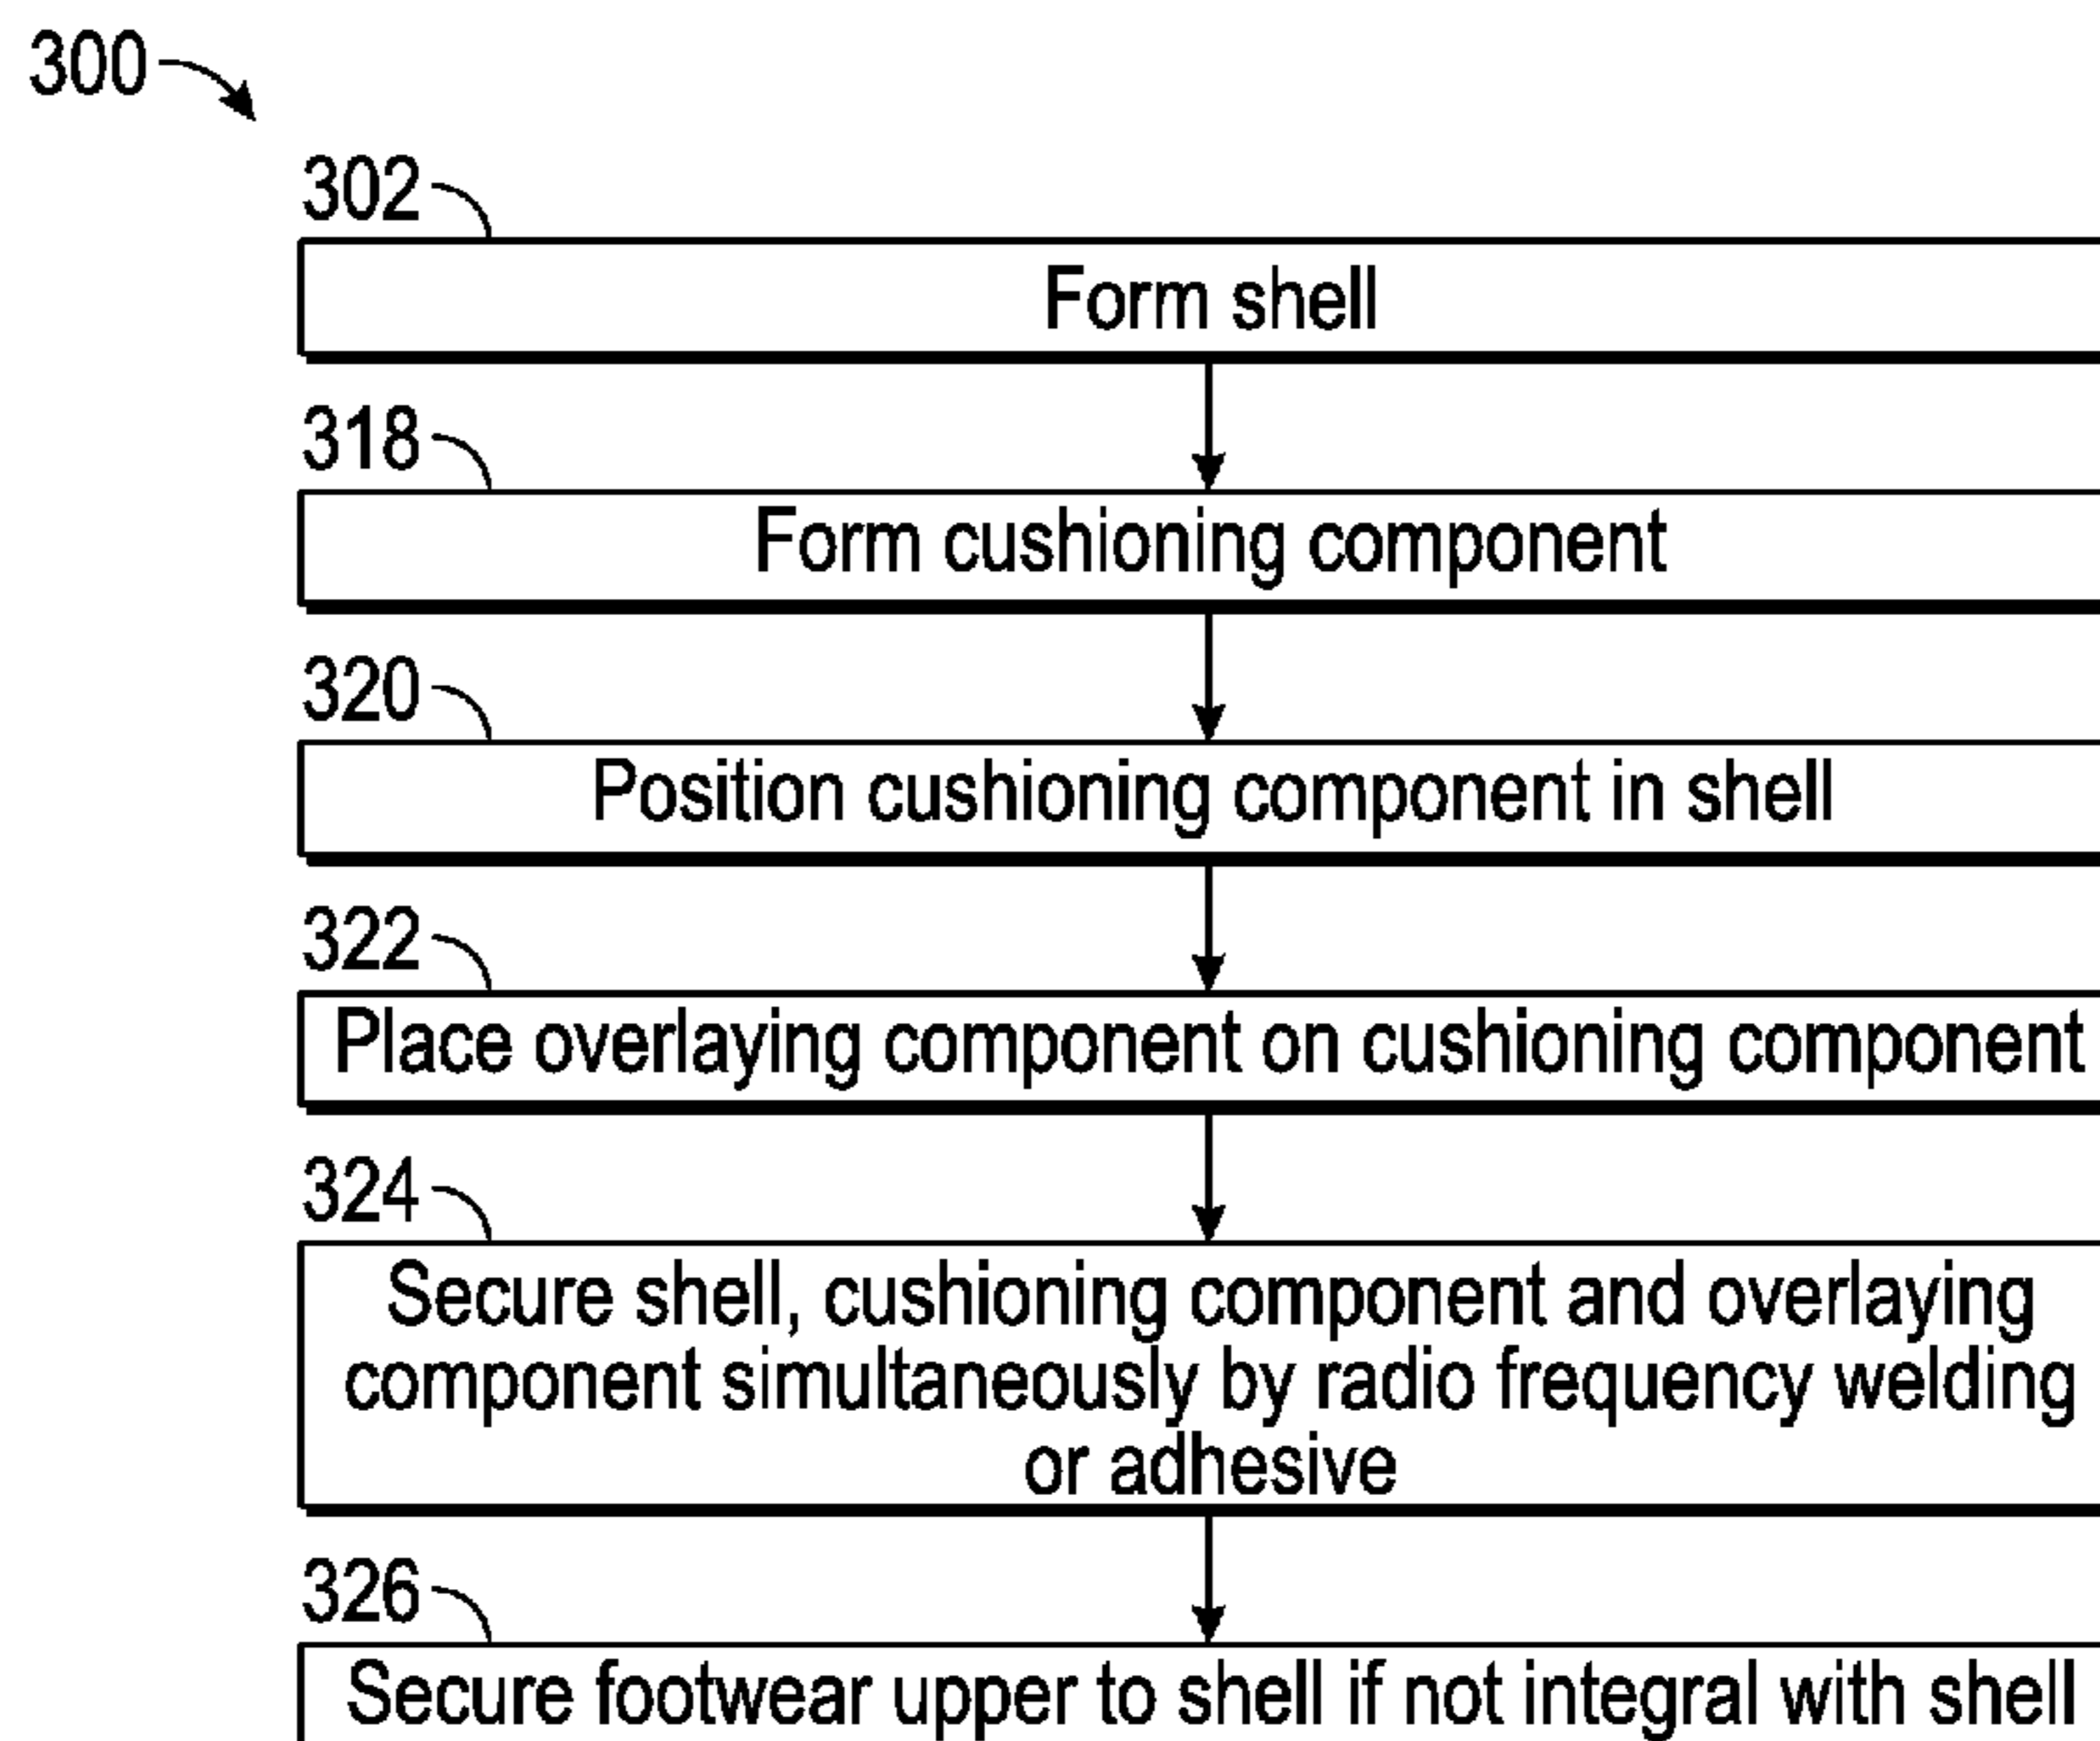 300
302
Form shell
318
Form cushioning component
320
Position cushioning component in shell
322
Place overlaying component on cushioning component
324
Secure shell, cushioning component and overlaying
component simultaneously by radio frequency welding
or adhesive
326
Secure footwear upper to shell if not integral with shell